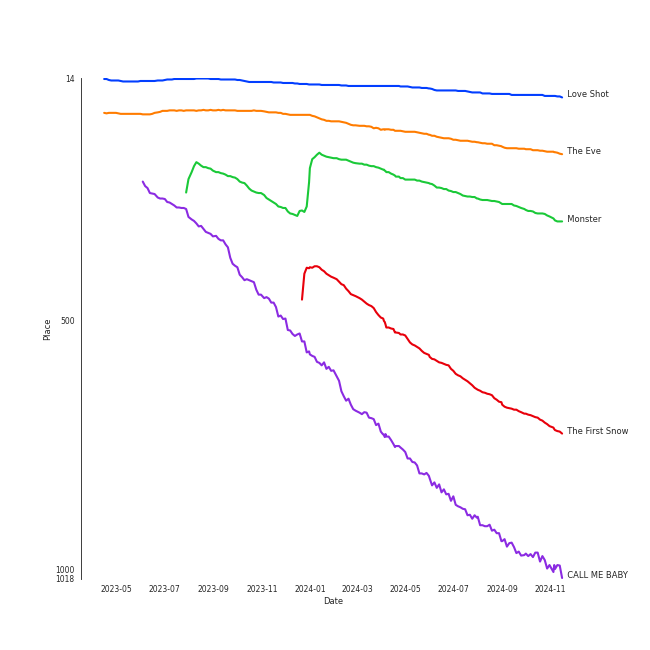 14
Love Shot
The Eve
Monster
500
Place
The First Snow
1000
1018
CALL ME BABY
2023-05 2023-07 2023-09 2023-11 2024-01 2024-03 2024-05 2024-07 2024-09 2024-11
Date